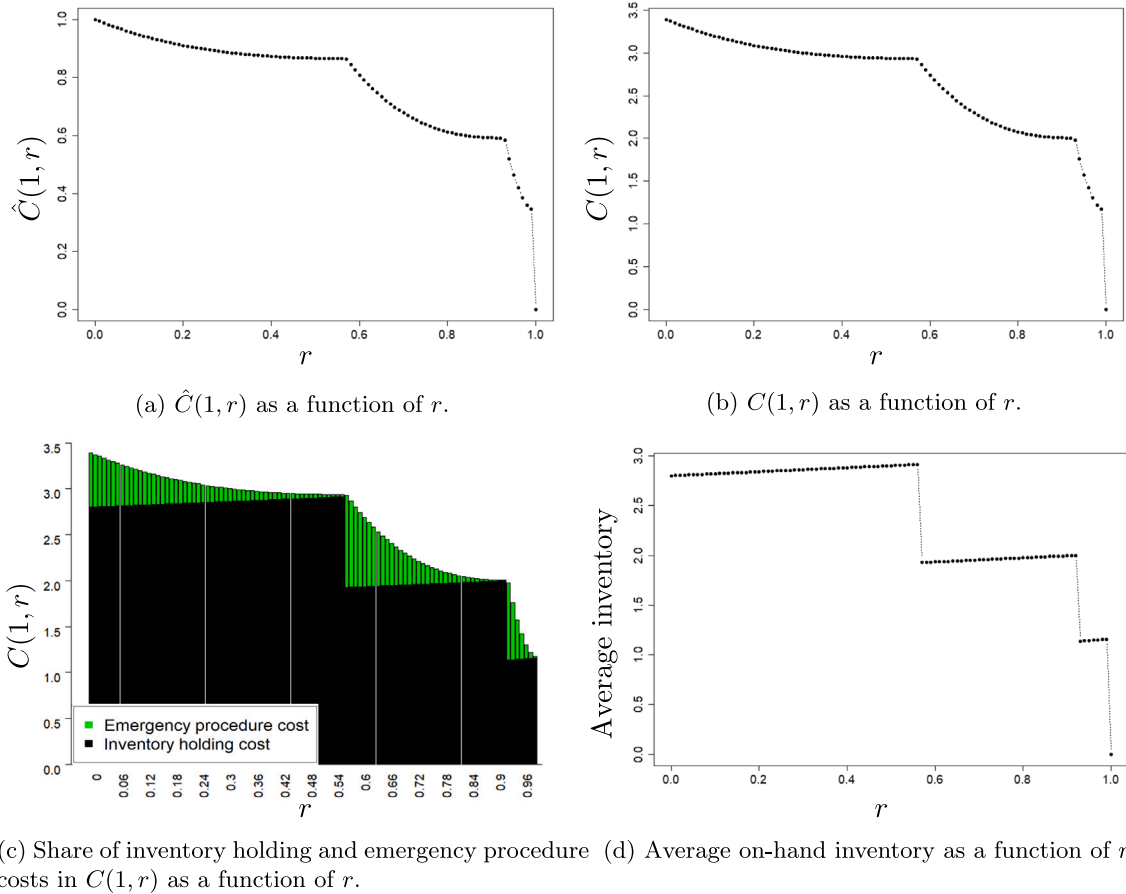 1.0
0.8
0.6
0.4
0.2
0.0
Ĉ(1, r)
0.0 0.2 0.4 0.6 0.8 1.0
r
(a) Ĉ(1, r) as a function of r.
3.5
3.0
2.5
2.0
1.5
1.0
0.5
0.0
C(1, r)
0.0 0.2 0.4 0.6 0.8 1.0
r
(b) C(1, r) as a function of r.
3.5
3.0
2.5
2.0
1.5
1.0
0.5
0.0
C(1, r)
Emergency procedure cost
Inventory holding cost
0 0.06 0.12 0.18 0.24 0.3 0.36 0.42 0.48 0.54 0.6 0.66 0.72 0.78 0.84 0.9 0.96
r
(c) Share of inventory holding and emergency procedure
costs in C(1, r) as a function of r.
3.0
2.5
2.0
1.5
1.0
0.5
0.0
Average inventory
0.0 0.2 0.4 0.6 0.8 1.0
r
(d) Average on-hand inventory as a function of r